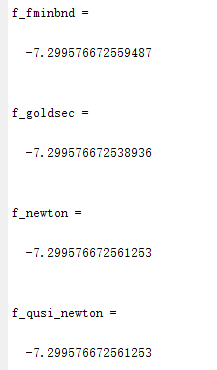 f_fminbnd =
-7.299576672559487
f_goldsec =
-7.299576672538936
f_newton =
-7.299576672561253
f_qusi_newton =
-7.299576672561253